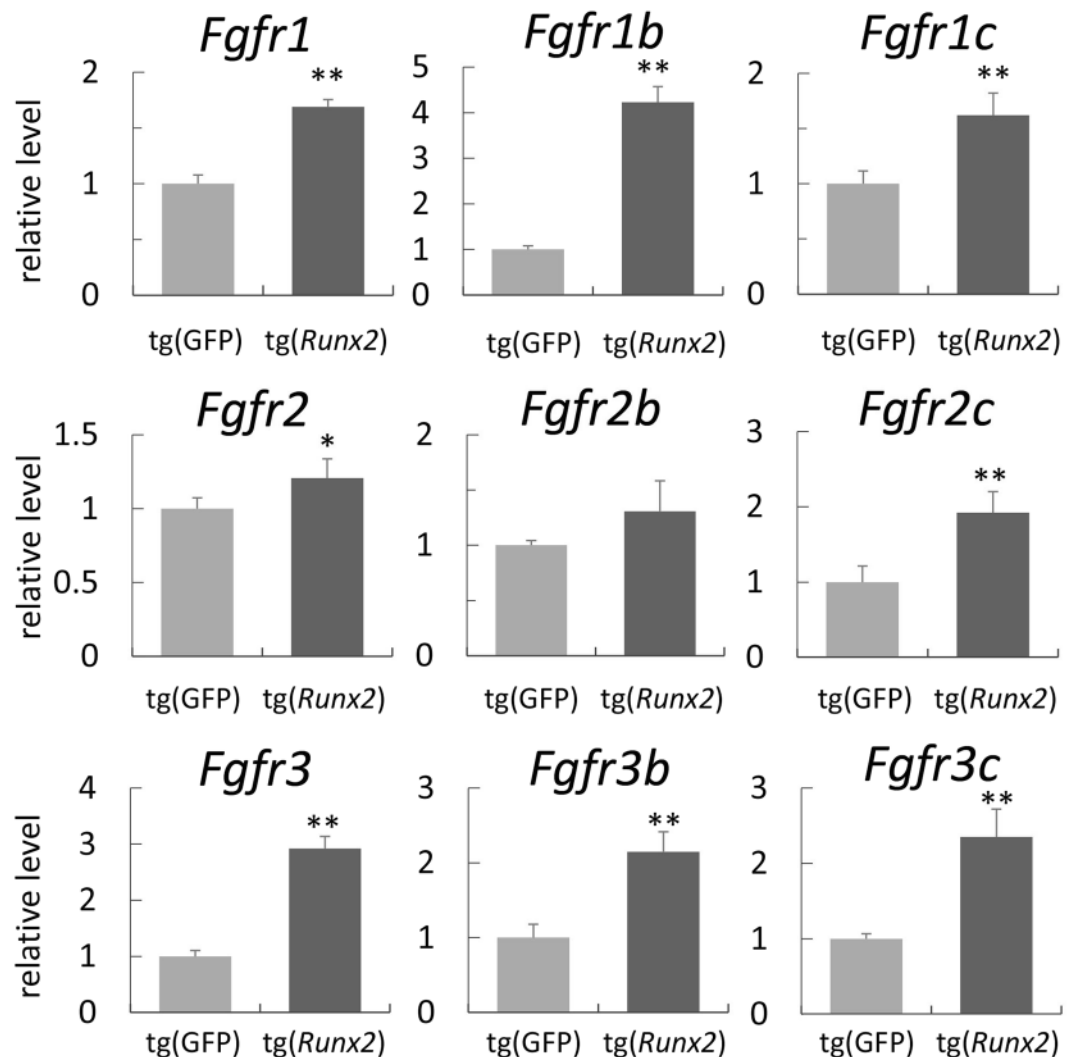 Fgfr1
relative level
2
1
0
**
tg(GFP) tg(Runx2)
Fgfr1b
5
4
3
2
1
0
**
tg(GFP) tg(Runx2)
Fgfr1c
2
1
0
**
tg(GFP) tg(Runx2)
Fgfr2
relative level
1.5
1
0.5
0
*
tg(GFP) tg(Runx2)
Fgfr2b
2
1
0
tg(GFP) tg(Runx2)
Fgfr2c
3
2
1
0
**
tg(GFP) tg(Runx2)
Fgfr3
relative level
4
3
2
1
0
**
tg(GFP) tg(Runx2)
Fgfr3b
3
2
1
0
**
tg(GFP) tg(Runx2)
Fgfr3c
3
2
1
0
**
tg(GFP) tg(Runx2)